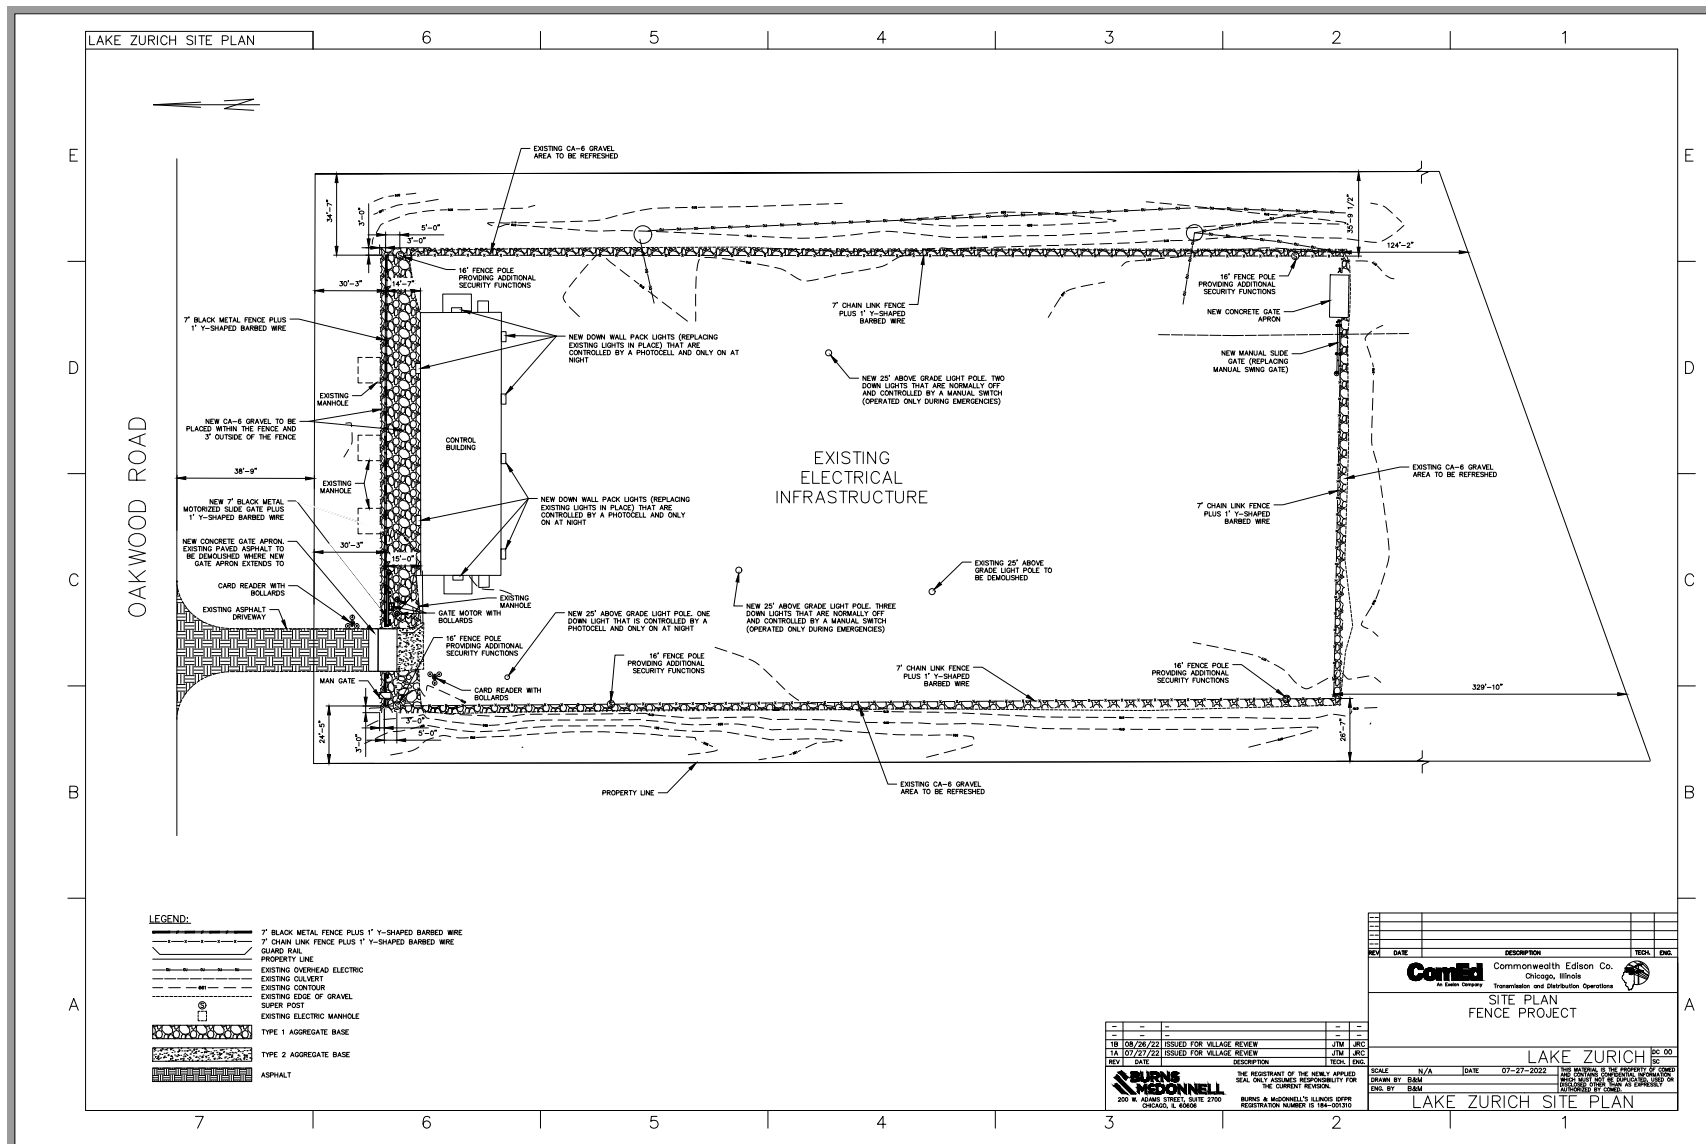 LAKE ZURICH SITE PLAN
6
5
4
3
2
1
E
E
D
D
C
C
B
B
A
A
7
6
5
4
3
2
1
OAKWOOD ROAD
EXISTING CA-6 GRAVEL
AREA TO BE REFRESHED
34'-7"
3'-0"
5'-0"
3'-0"
35'-9 1/2"
124'-2"
30'-3"
14'-7"
16' FENCE POLE
PROVIDING ADDITIONAL
SECURITY FUNCTIONS
16' FENCE POLE
PROVIDING ADDITIONAL
SECURITY FUNCTIONS
7' BLACK METAL FENCE PLUS
1' Y-SHAPED BARBED WIRE
7' CHAIN LINK FENCE
PLUS 1' Y-SHAPED
BARBED WIRE
NEW CONCRETE GATE
APRON
NEW DOWN WALL PACK LIGHTS (REPLACING
EXISTING LIGHTS IN PLACE) THAT ARE
CONTROLLED BY A PHOTOCELL AND ONLY ON AT
NIGHT
NEW MANUAL SLIDE
GATE (REPLACING
MANUAL SWING GATE)
NEW 25' ABOVE GRADE LIGHT POLE. TWO
DOWN LIGHTS THAT ARE NORMALLY OFF
AND CONTROLLED BY A MANUAL SWITCH
(OPERATED ONLY DURING EMERGENCIES)
EXISTING
MANHOLE
NEW CA-6 GRAVEL TO BE
PLACED WITHIN THE FENCE AND
3' OUTSIDE OF THE FENCE
CONTROL
BUILDING
EXISTING
ELECTRICAL
INFRASTRUCTURE
38'-9"
EXISTING
MANHOLE
EXISTING CA-6 GRAVEL
AREA TO BE REFRESHED
NEW 7' BLACK METAL
MOTORIZED SLIDE GATE PLUS
1' Y-SHAPED BARBED WIRE
NEW DOWN WALL PACK LIGHTS (REPLACING
EXISTING LIGHTS IN PLACE) THAT ARE
CONTROLLED BY A PHOTOCELL AND ONLY
ON AT NIGHT
7' CHAIN LINK FENCE
PLUS 1' Y-SHAPED
BARBED WIRE
NEW CONCRETE GATE APRON.
EXISTING PAVED ASPHALT TO
BE DEMOLISHED WHERE NEW
GATE APRON EXTENDS TO
30'-3"
15'-0"
EXISTING 25' ABOVE
GRADE LIGHT POLE TO
BE DEMOLISHED
CARD READER WITH
BOLLARDS
EXISTING
MANHOLE
EXISTING ASPHALT
DRIVEWAY
GATE MOTOR WITH
BOLLARDS
NEW 25' ABOVE GRADE LIGHT POLE. ONE
DOWN LIGHT THAT IS CONTROLLED BY A
PHOTOCELL AND ONLY ON AT NIGHT
NEW 25' ABOVE GRADE LIGHT POLE. THREE
DOWN LIGHTS THAT ARE NORMALLY OFF
AND CONTROLLED BY A MANUAL SWITCH
(OPERATED ONLY DURING EMERGENCIES)
16' FENCE POLE
PROVIDING ADDITIONAL
SECURITY FUNCTIONS
16' FENCE POLE
PROVIDING ADDITIONAL
SECURITY FUNCTIONS
7' CHAIN LINK FENCE
PLUS 1' Y-SHAPED
BARBED WIRE
16' FENCE POLE
PROVIDING ADDITIONAL
SECURITY FUNCTIONS
MAN GATE
CARD READER WITH
BOLLARDS
329'-10"
24'-5"
3'-0"
3'-0"
5'-0"
26'-7"
PROPERTY LINE
EXISTING CA-6 GRAVEL
AREA TO BE REFRESHED
LEGEND:
7' BLACK METAL FENCE PLUS 1' Y-SHAPED BARBED WIRE
7' CHAIN LINK FENCE PLUS 1' Y-SHAPED BARBED WIRE
GUARD RAIL
PROPERTY LINE
EXISTING OVERHEAD ELECTRIC
EXISTING CULVERT
EXISTING CONTOUR
EXISTING EDGE OF GRAVEL
SUPER POST
EXISTING ELECTRIC MANHOLE
TYPE 1 AGGREGATE BASE
TYPE 2 AGGREGATE BASE
ASPHALT
REV DATE DESCRIPTION TECH. ENG.
ComEd
An Exelon Company
Commonwealth Edison Co.
Chicago, Illinois
Transmission and Distribution Operations
SITE PLAN
FENCE PROJECT
LAKE ZURICH
DC 00
SC
SCALE N/A DATE 07-27-2022
DRAWN BY B&M
ENG. BY B&M
THIS MATERIAL IS THE PROPERTY OF COMED
AND CONTAINS CONFIDENTIAL INFORMATION
WHICH MUST NOT BE DUPLICATED, USED OR
DISCLOSED OTHER THAN AS EXPRESSLY
AUTHORIZED BY COMED.
LAKE ZURICH SITE PLAN
1B 08/26/22 ISSUED FOR VILLAGE REVIEW JTM JRC
1A 07/27/22 ISSUED FOR VILLAGE REVIEW JTM JRC
REV DATE DESCRIPTION TECH. ENG.
BURNS
McDONNELL
200 W. ADAMS STREET, SUITE 2700
CHICAGO, IL 60606
THE REGISTRANT OF THE NEWLY APPLIED
SEAL ONLY ASSUMES RESPONSIBILITY FOR
THE CURRENT REVISION.
BURNS & McDONNELL'S ILLINOIS IDFPR
REGISTRATION NUMBER IS 184-001310